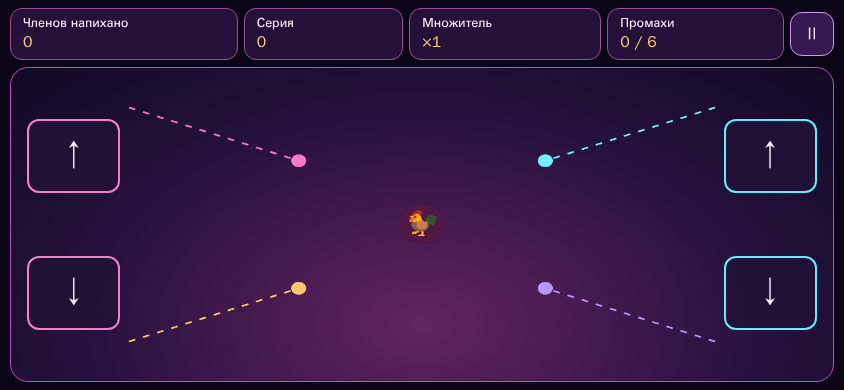 Членов напихано
0
Серия
0
Множитель
×1
Промахи
0 / 6
↑
↑
↓
↓